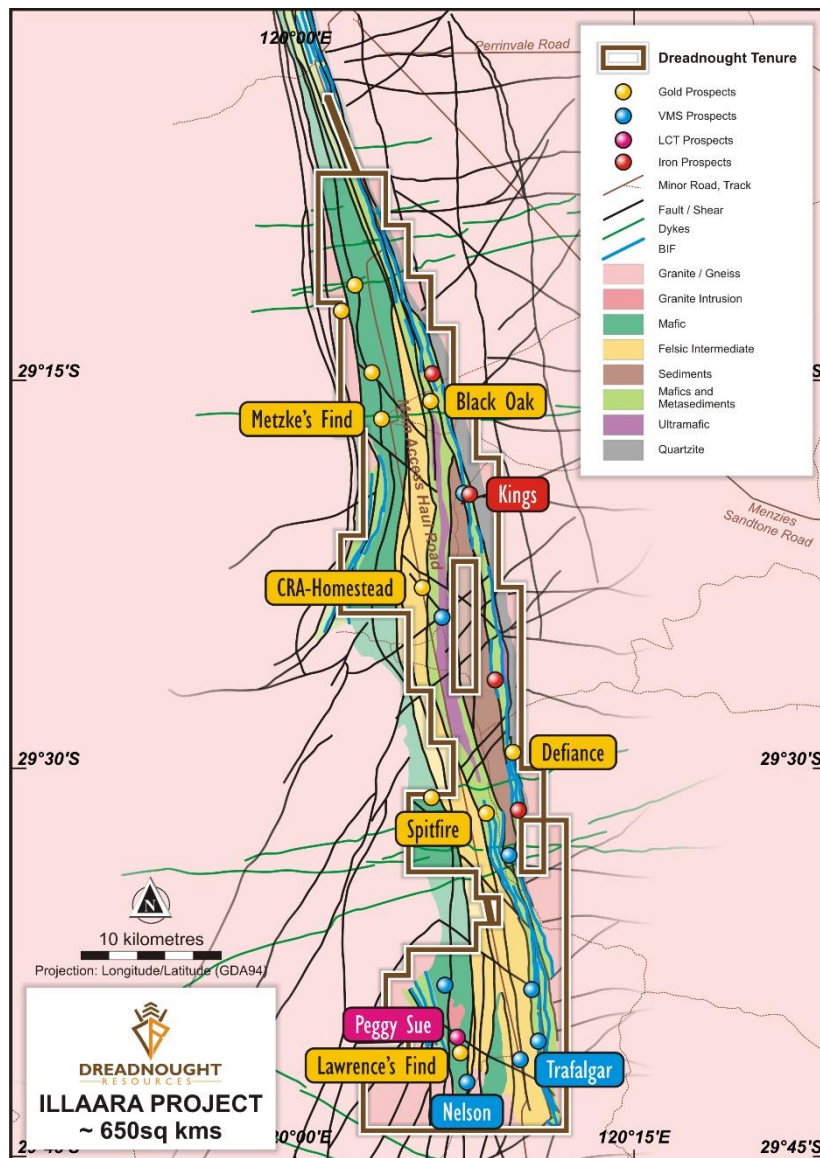 120°00'E
Perrinvale Road
Dreadnought Tenure
Gold Prospects
VMS Prospects
LCT Prospects
Iron Prospects
Minor Road, Track
Fault / Shear
Dykes
BIF
Granite / Gneiss
Granite Intrusion
Mafic
Felsic Intermediate
Sediments
Mafics and
Metasediments
Ultramafic
Quartzite
29°15'S
S
Black Oak
Metzke's Find
Main Access Haul Road
Kings
Menzies
Sandtone Road
CRA-Homestead
Defiance
29°30'S
29°30'S
Spitfire
N
10 kilometres
Projection: Longitude/Latitude (GDA94)
Peggy Sue
Lawrence's Find
Trafalgar
Nelson
DREADNOUGHT
RESOURCES
ILLAARA PROJECT
~ 650sq kms
120°15'E
29°45'S